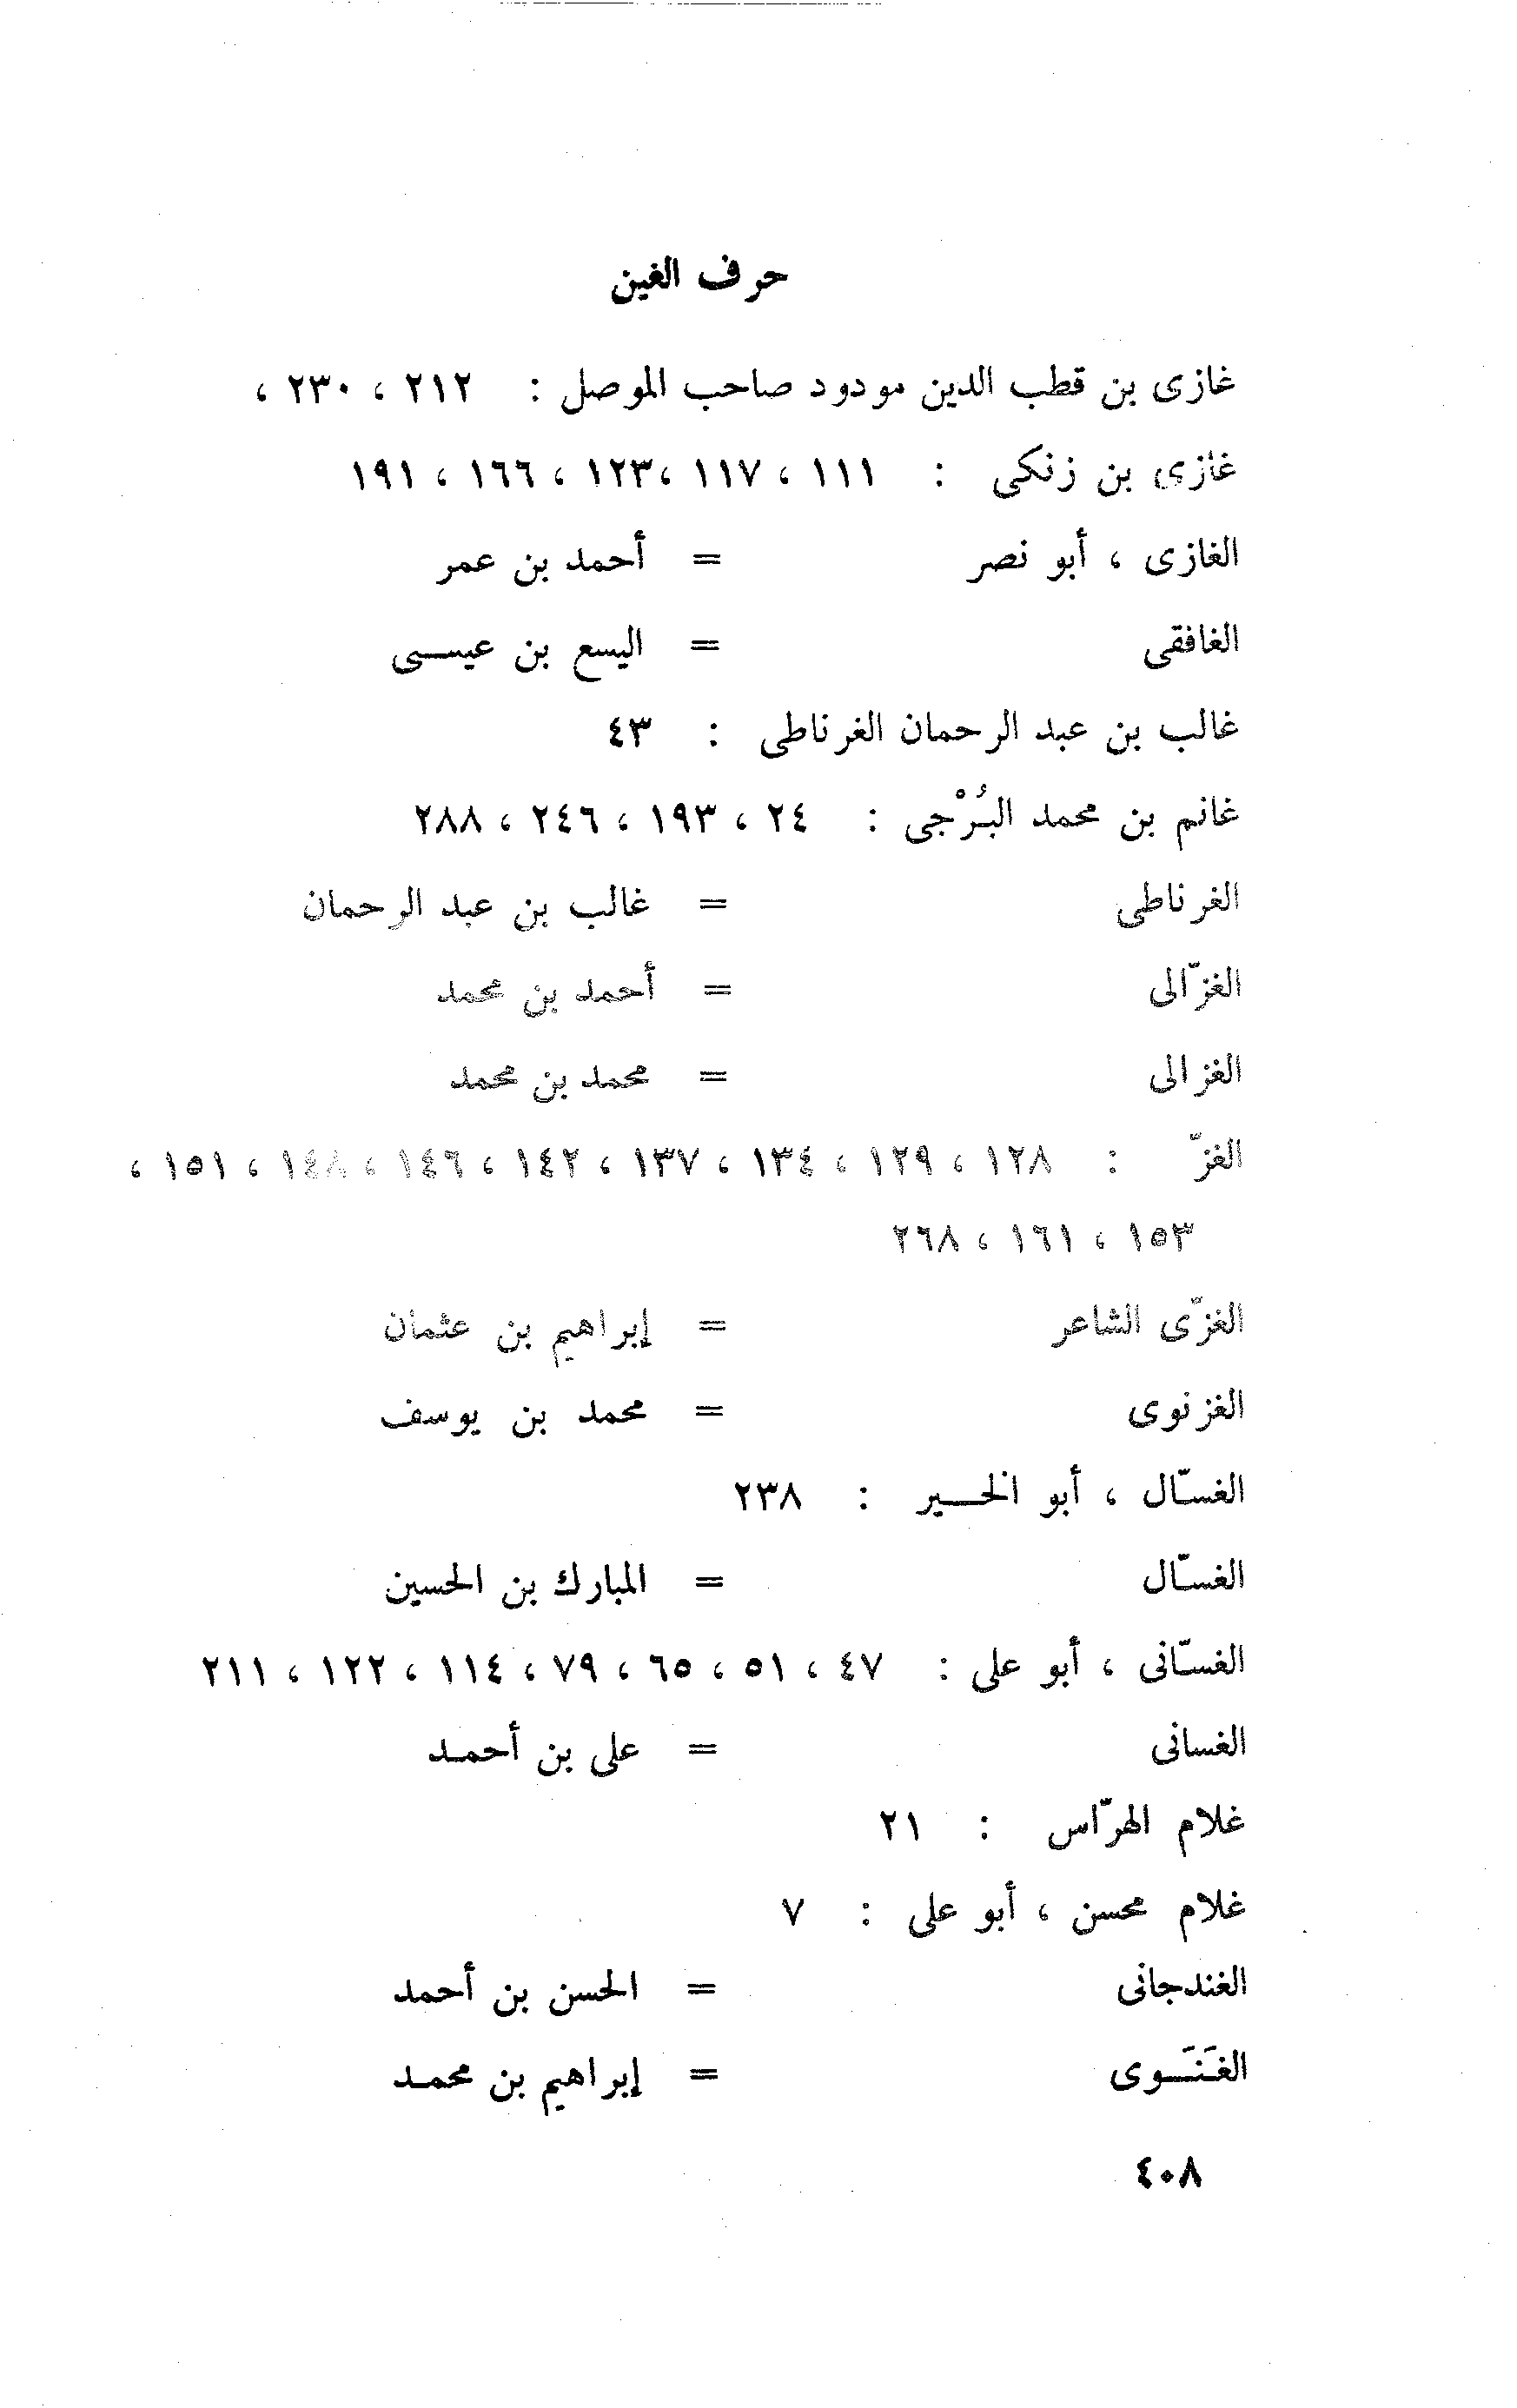 حرف الغين
غازى بن قطب الدين مودود صاحب الموصل : ٢١٢ ، ٢٣٠ ،
غازى بن زنكى : ١١١ ، ١١٧ ،١٢٣ ، ١٦٦ ، ١٩١
الغازى ، أبو نصر = أحمد بن عمر
الغافقى = اليسع بن عيسى
غالب بن عبد الرحمان الغرناطى : ٤٣
غانم بن محمد البُرْجى : ٢٤ ، ١٩٣ ، ٢٤٦ ، ٢٨٨
الغرناطى = غالب بن عبد الرحمان
الغزّالى = أحمد بن محمد
الغزالى = محمد بن محمد
الغزّ : ١٢٨ ، ١٢٩ ، ١٣٤ ، ١٣٧ ، ١٤٢ ، ١٤٦ ، ١٤٨ ، ١٥١ ،
١٥٣ ، ١٦١ ، ٢٦٨
الغزّى الشاعر = إبراهيم بن عثمان
الغزنوى = محمد بن يوسف
الغسّال ، أبو الخير : ٢٣٨
الغسّال = المبارك بن الحسين
الغسّانى ، أبو على : ٤٧ ، ٥١ ، ٦٥ ، ٧٩ ، ١١٤ ، ١٢٢ ، ٢١١
الغسانى = على بن أحمد
غلام الهرّاس : ٢١
غلام محسن ، أبو على : ٧
الغندجانى = الحسن بن أحمد
الغَنَوى = إبراهيم بن محمد
٤٠٨